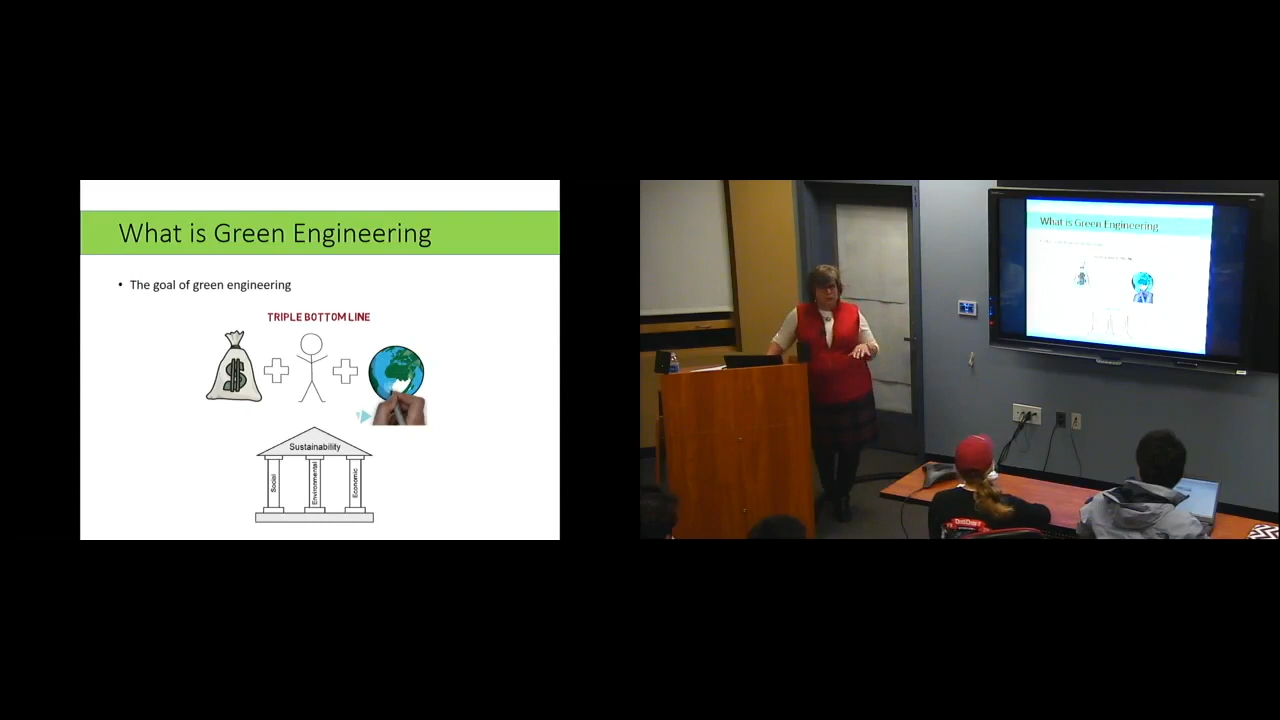 What is Green Engineering
• The goal of green engineering
TRIPLE BOTTOM LINE
$
Sustainability
Social
Environmental
Economic
What is Green Engineering